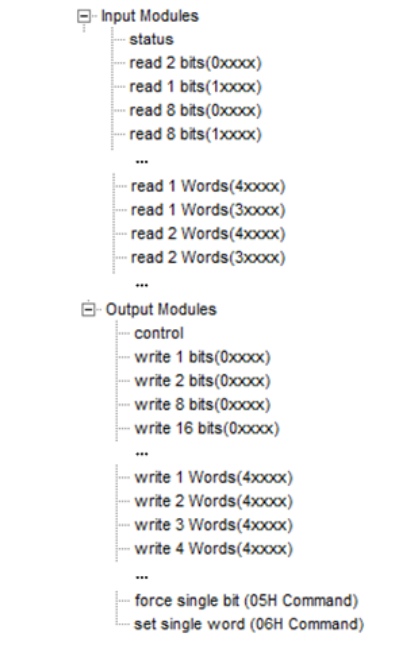 Input Modules
status
read 2 bits(0xxxx)
read 1 bits(1xxxx)
read 8 bits(0xxxx)
read 8 bits(1xxxx)
...
read 1 Words(4xxxx)
read 1 Words(3xxxx)
read 2 Words(4xxxx)
read 2 Words(3xxxx)
...
Output Modules
control
write 1 bits(0xxxx)
write 2 bits(0xxxx)
write 8 bits(0xxxx)
write 16 bits(0xxxx)
...
write 1 Words(4xxxx)
write 2 Words(4xxxx)
write 3 Words(4xxxx)
write 4 Words(4xxxx)
...
force single bit (05H Command)
set single word (06H Command)